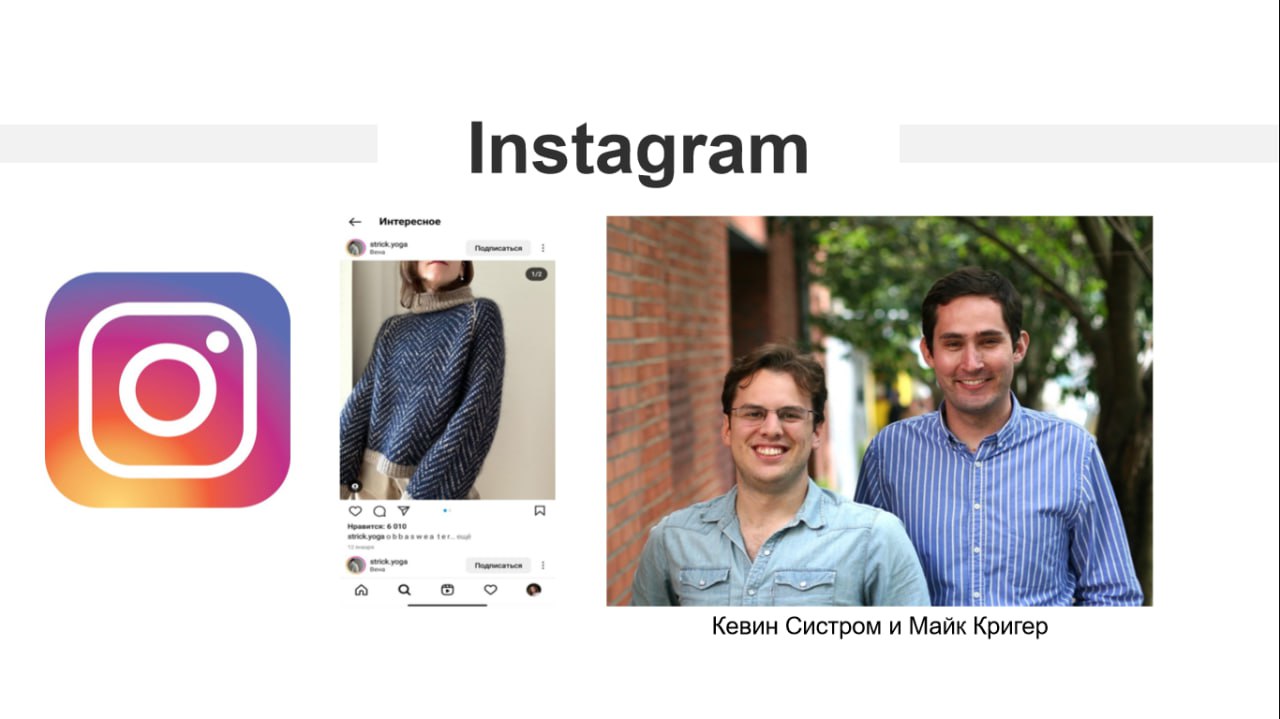 Instagram
Интересное
strick.yoga
Вена
Подписаться
1/2
Нравится: 6 010
strick.yoga o b b a s w e a t e r... ещё
12 января
strick.yoga
Вена
Подписаться
Кевин Систром и Майк Кригер